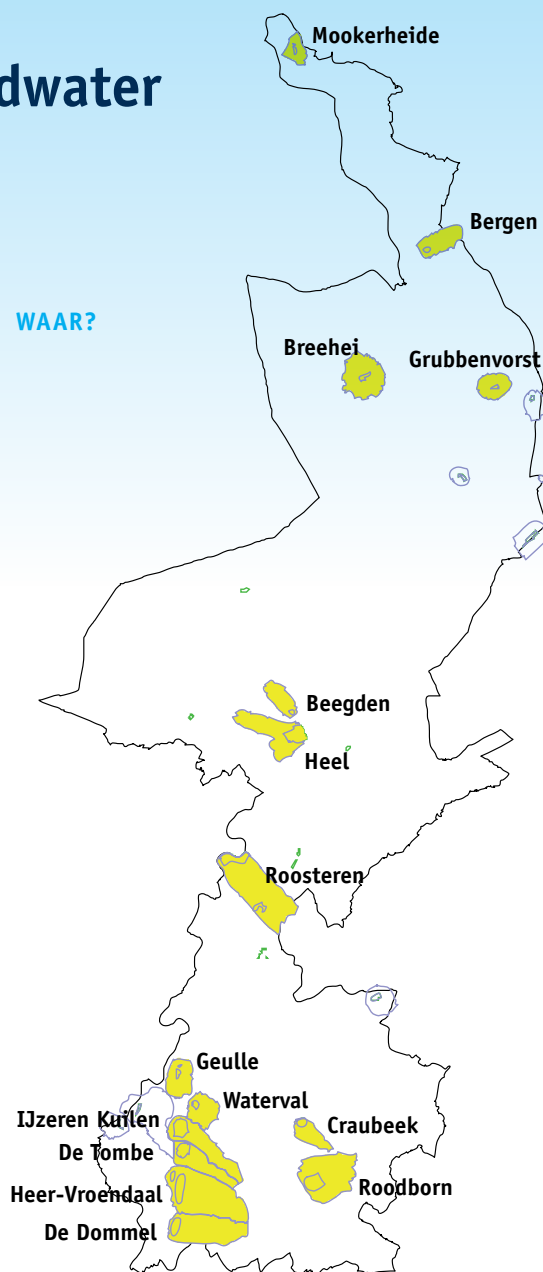 dwater
WAAR?
Mookerheide
Bergen
Breehei
Grubbenvorst
Beegden
Heel
Roosteren
Geulle
Waterval
IJzeren Kuilen
Craubeek
De Tombe
Roodborn
Heer-Vroendaal
De Dommel